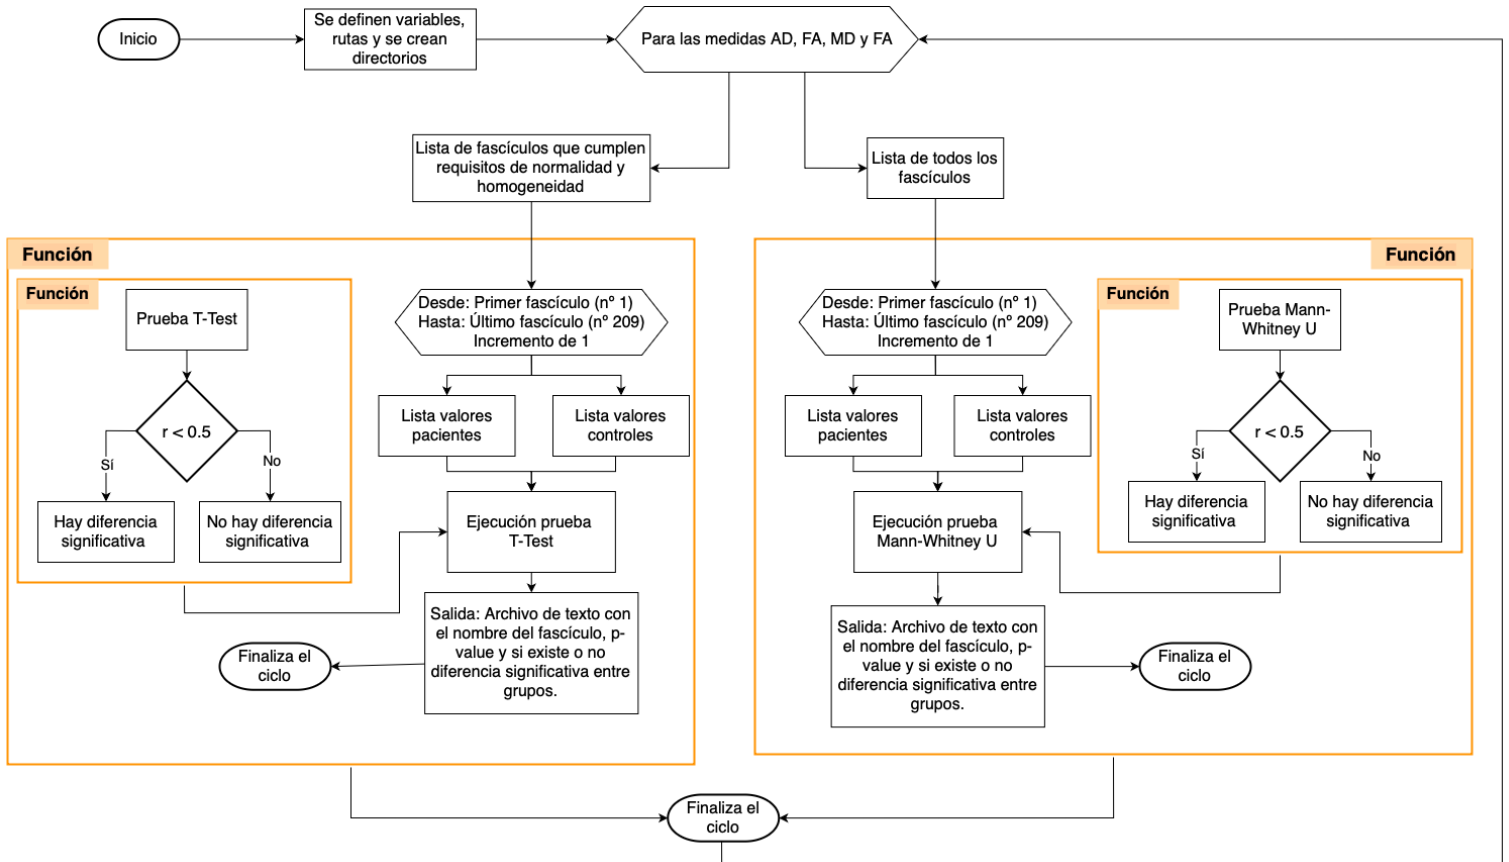 Inicio
Se definen variables,
rutas y se crean
directorios
Para las medidas AD, FA, MD y FA
Lista de fascículos que cumplen
requisitos de normalidad y
homogeneidad
Lista de todos los
fascículos
Función
Función
Prueba T-Test
r < 0.5
Sí
No
Hay diferencia
significativa
No hay diferencia
significativa
Desde: Primer fascículo (nº 1)
Hasta: Último fascículo (nº 209)
Incremento de 1
Lista valores
pacientes
Lista valores
controles
Ejecución prueba
T-Test
Salida: Archivo de texto con
el nombre del fascículo, p-
value y si existe o no
diferencia significativa entre
grupos.
Finaliza el
ciclo
Función
Función
Desde: Primer fascículo (nº 1)
Hasta: Último fascículo (nº 209)
Incremento de 1
Lista valores
pacientes
Lista valores
controles
Ejecución prueba
Mann-Whitney U
Prueba Mann-
Whitney U
r < 0.5
Sí
No
Hay diferencia
significativa
No hay diferencia
significativa
Salida: Archivo de texto con
el nombre del fascículo, p-
value y si existe o no
diferencia significativa entre
grupos.
Finaliza el
ciclo
Finaliza el
ciclo